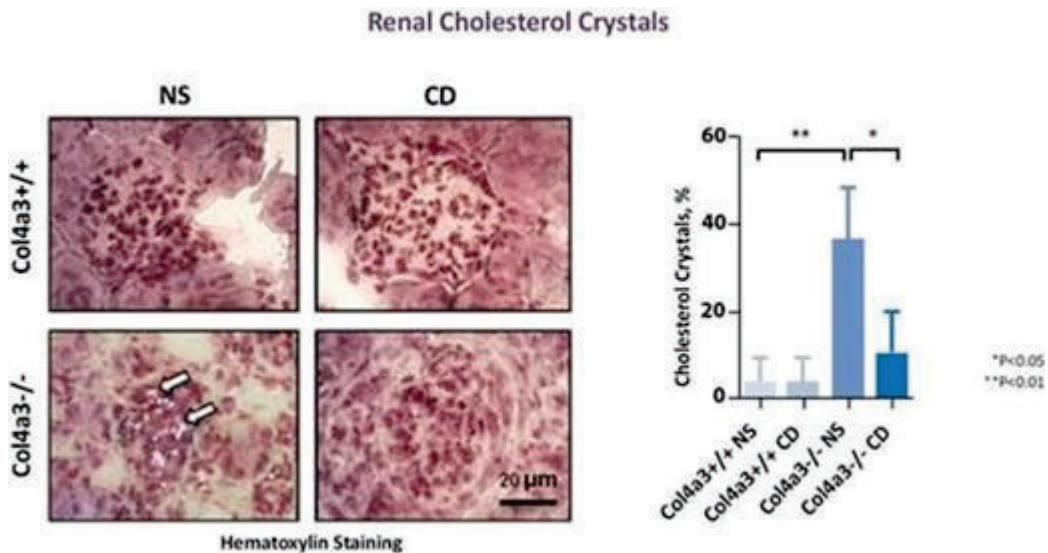 Renal Cholesterol Crystals
NS
CD
Col4a3+/+
Col4a3-/-
20 µm
Hematoxylin Staining
Cholesterol Crystals, %
60
40
20
0
**
*
Col4a3+/+ NS
Col4a3+/+ CD
Col4a3-/- NS
Col4a3-/- CD
*P<0.05
**P<0.01